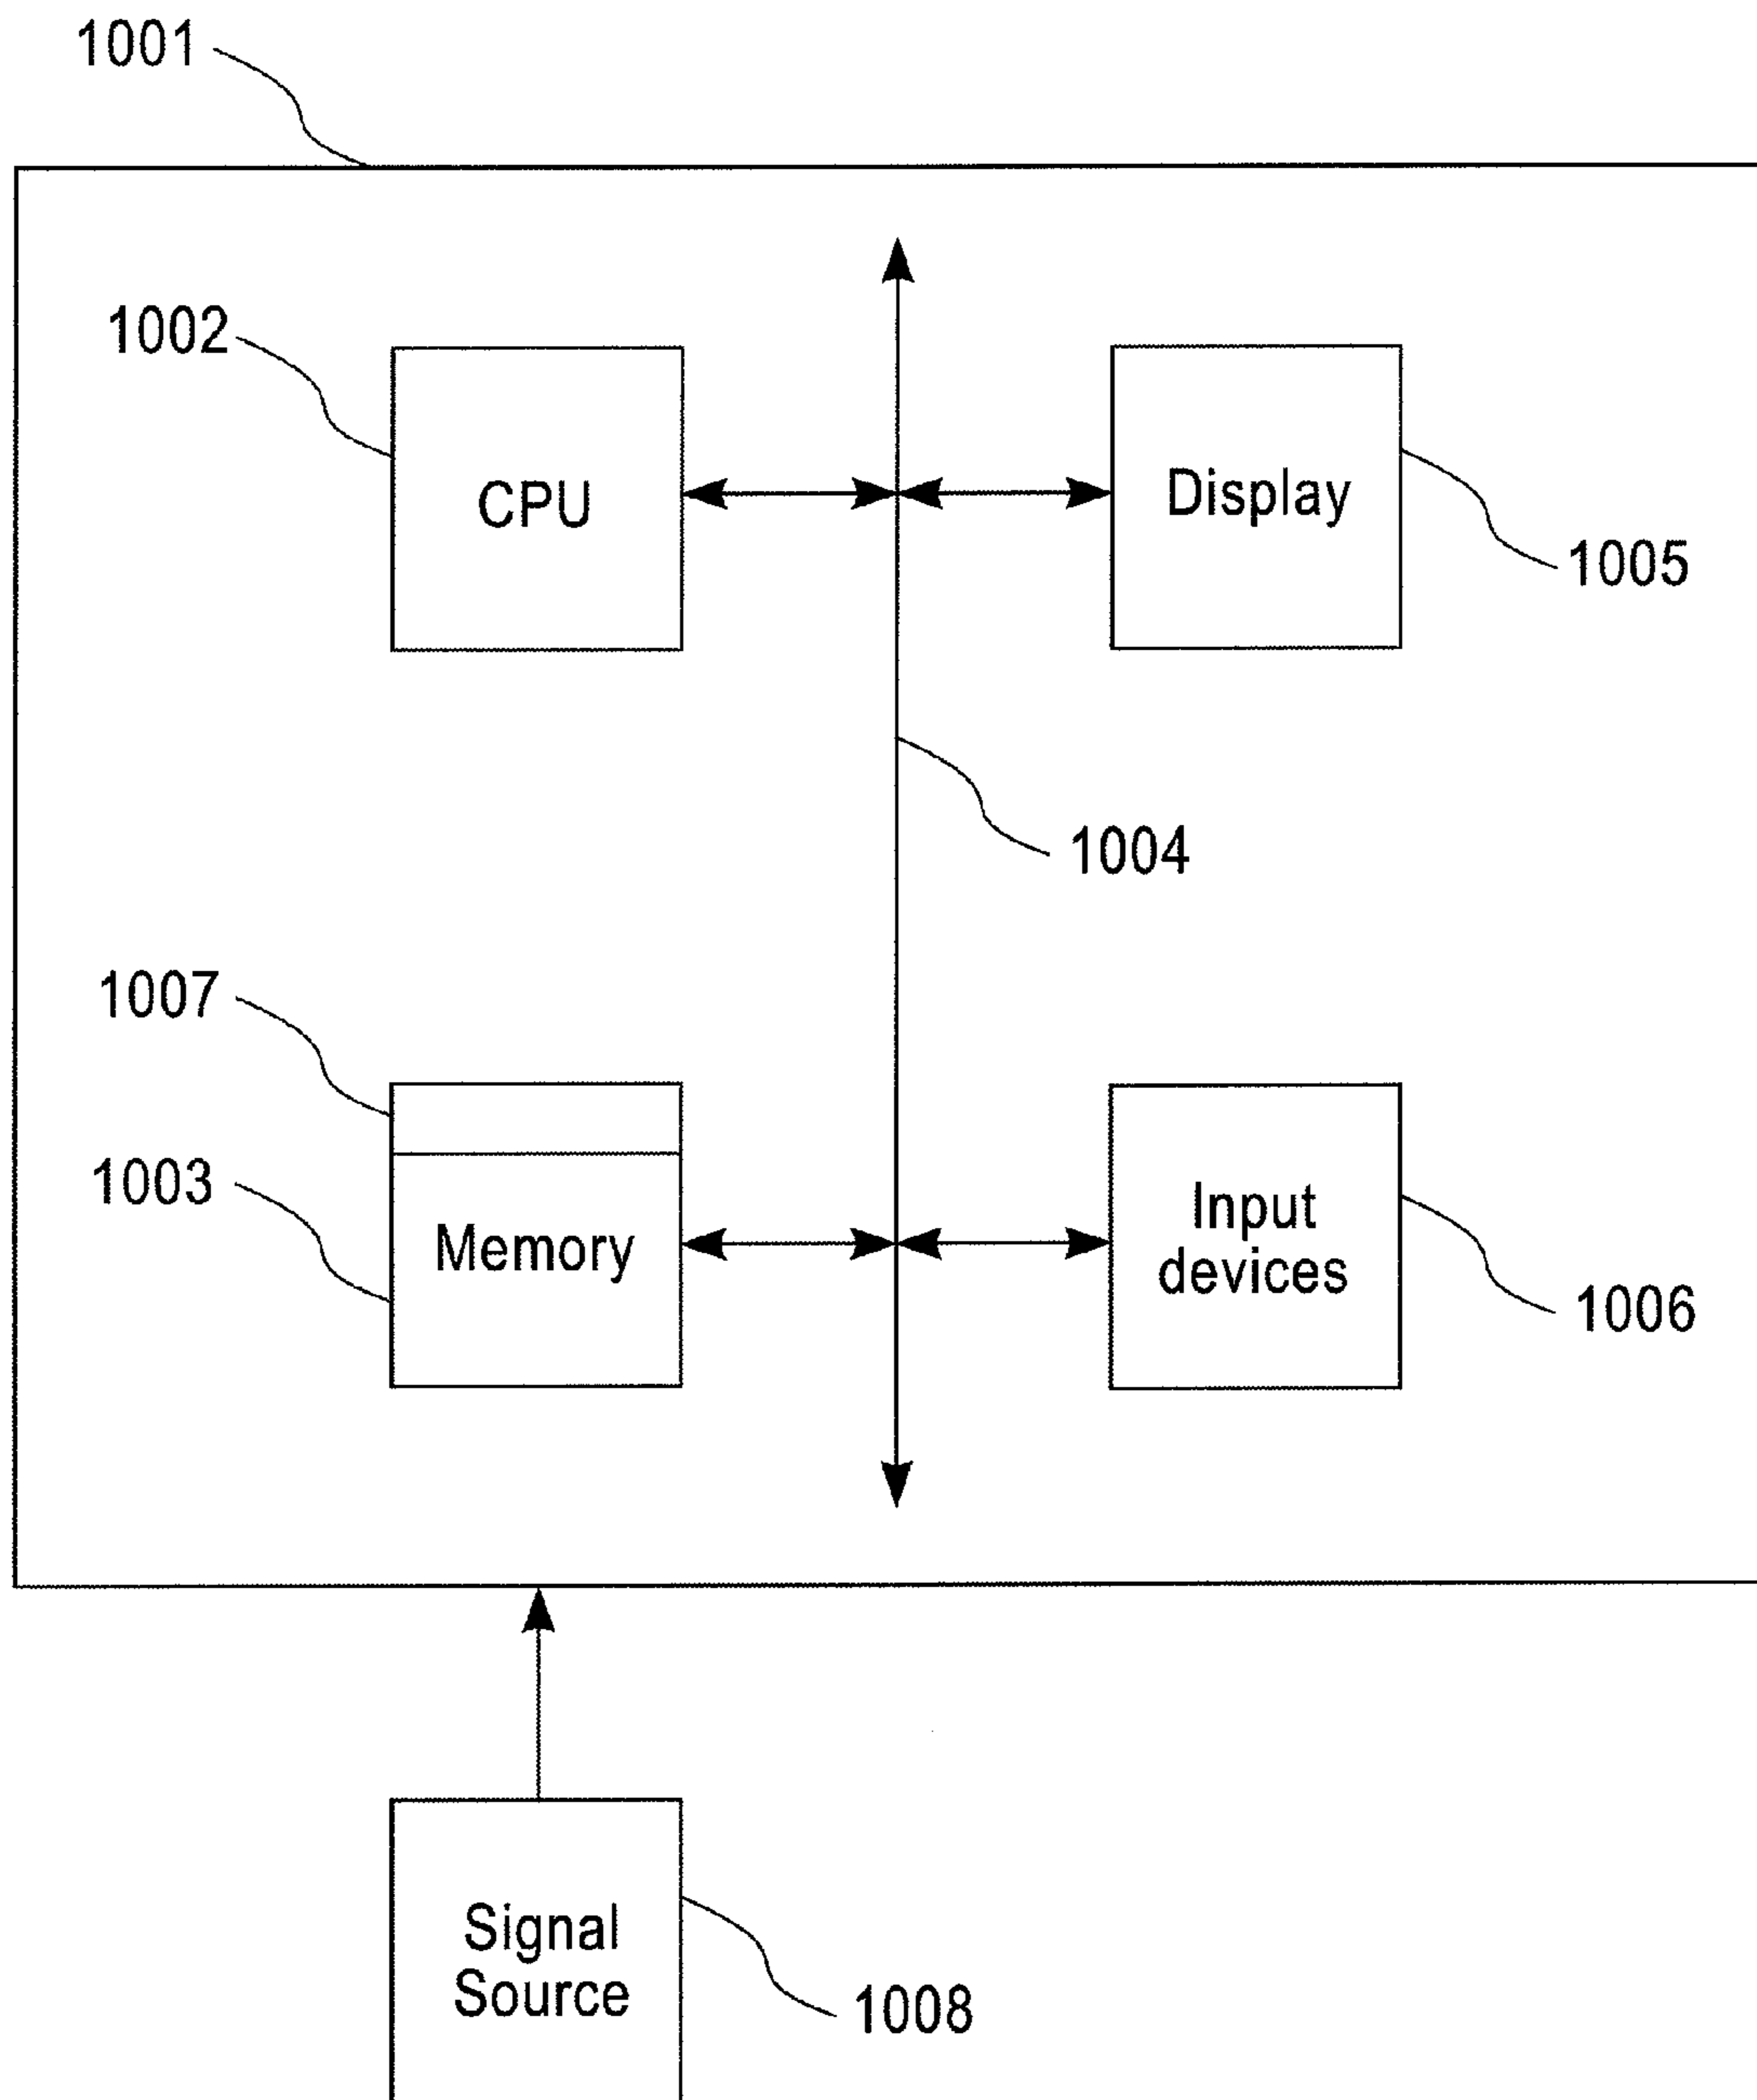 1001
1002
CPU
Display
1005
1004
1007
1003
Memory
Input
devices
1006
Signal
Source
1008